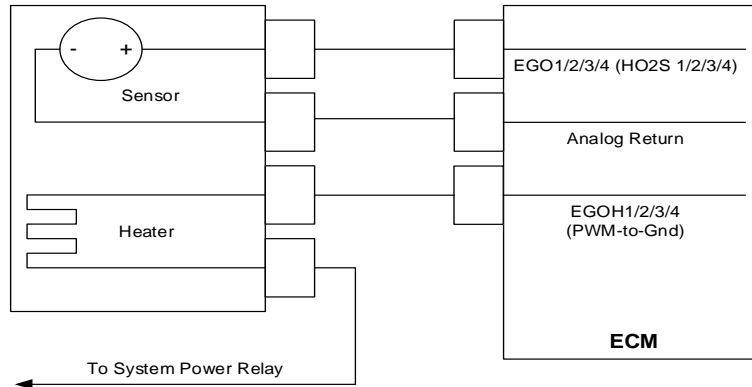 - +
Sensor
Heater
To System Power Relay
EGO1/2/3/4 (HO2S 1/2/3/4)
Analog Return
EGOH1/2/3/4
(PWM-to-Gnd)
ECM